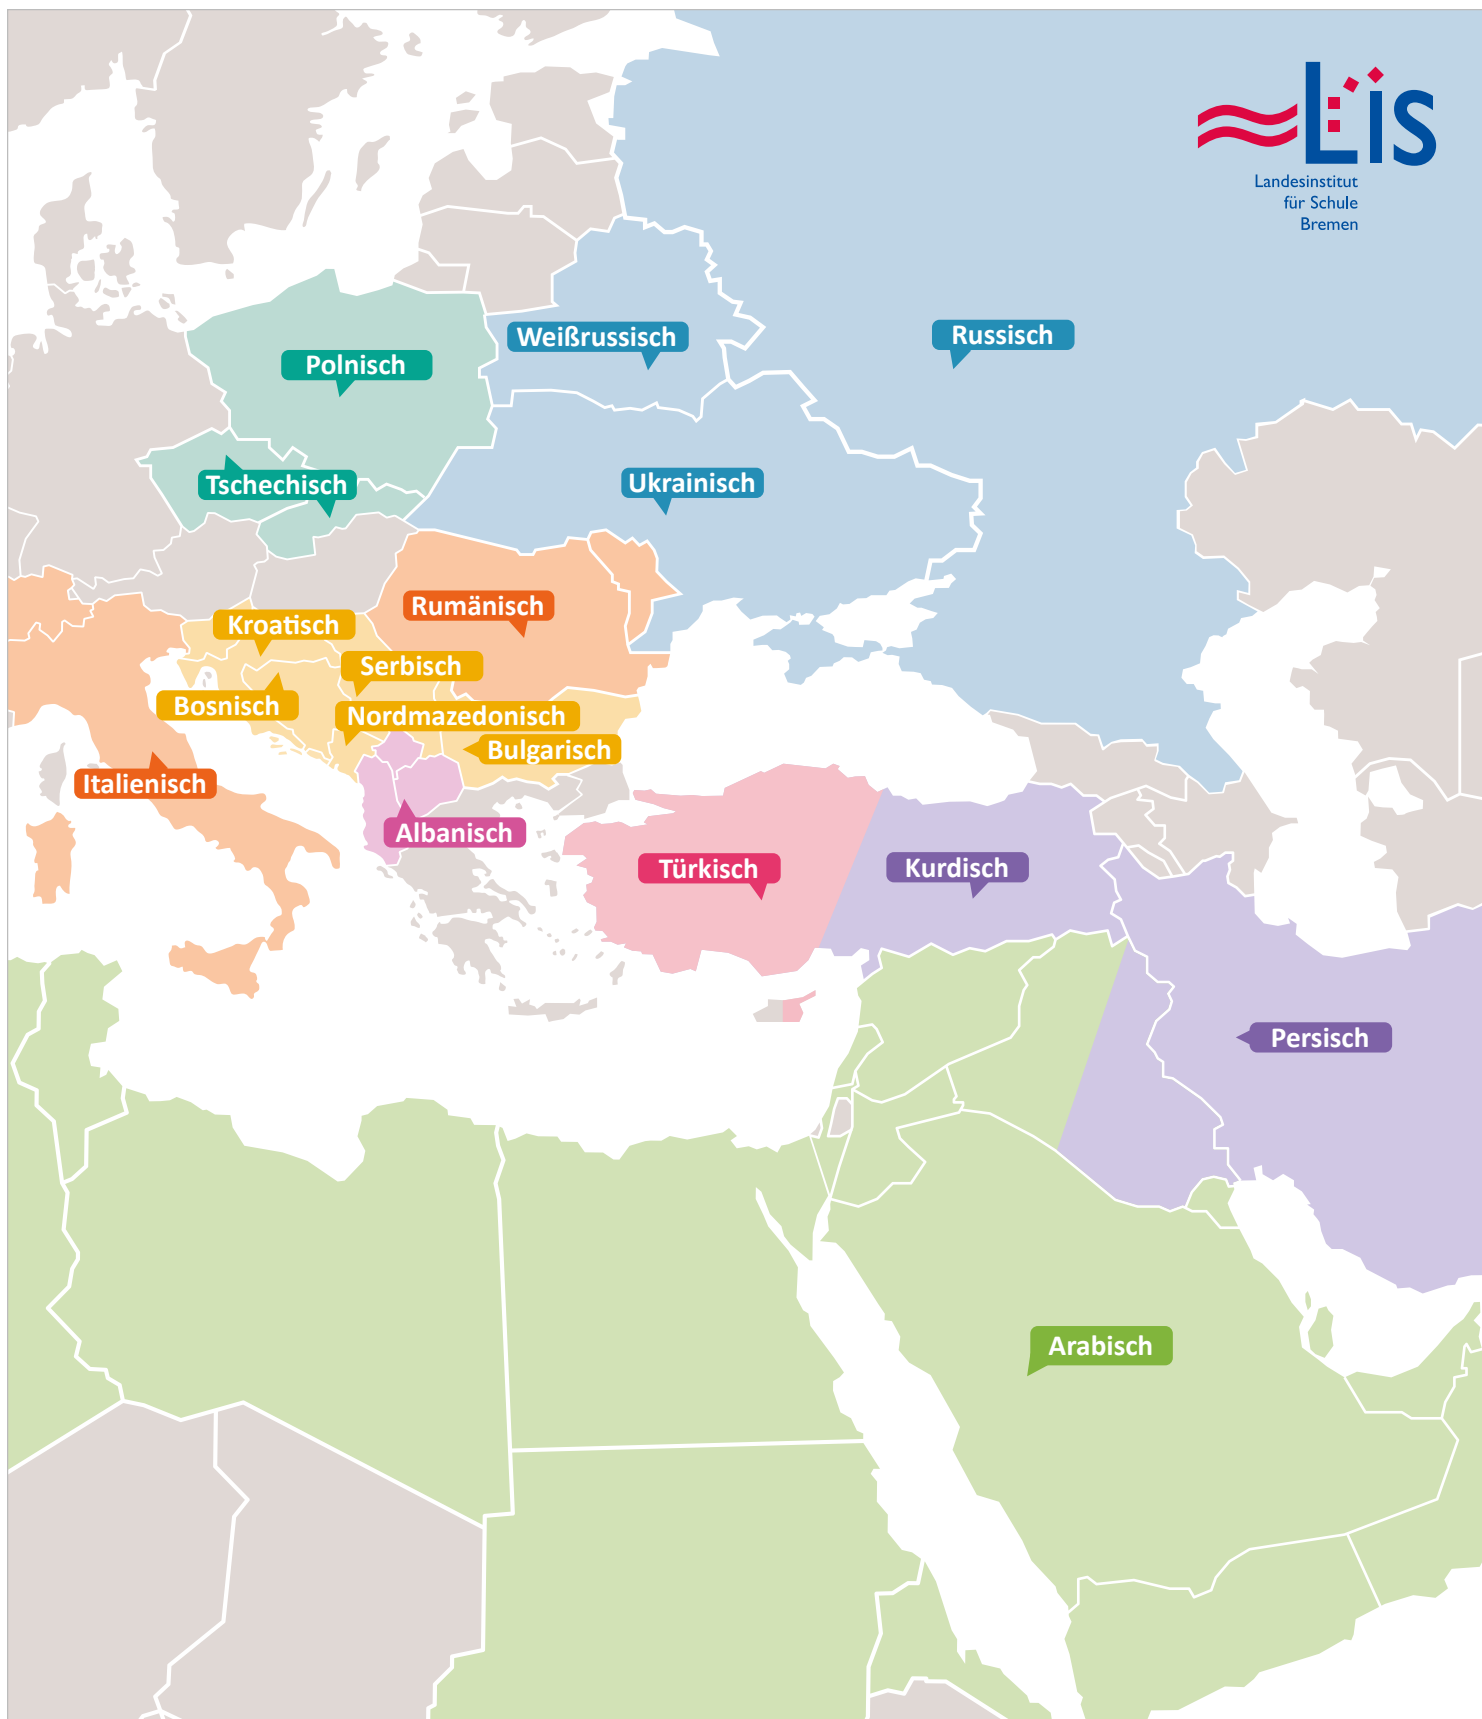 Lis
Landesinstitut
für Schule
Bremen
Weißrussisch
Russisch
Polnisch
Tschechisch
Ukrainisch
Rumänisch
Kroatisch
Serbisch
Bosnisch
Nordmazedonisch
Bulgarisch
Italienisch
Albanisch
Türkisch
Kurdisch
Persisch
Arabisch